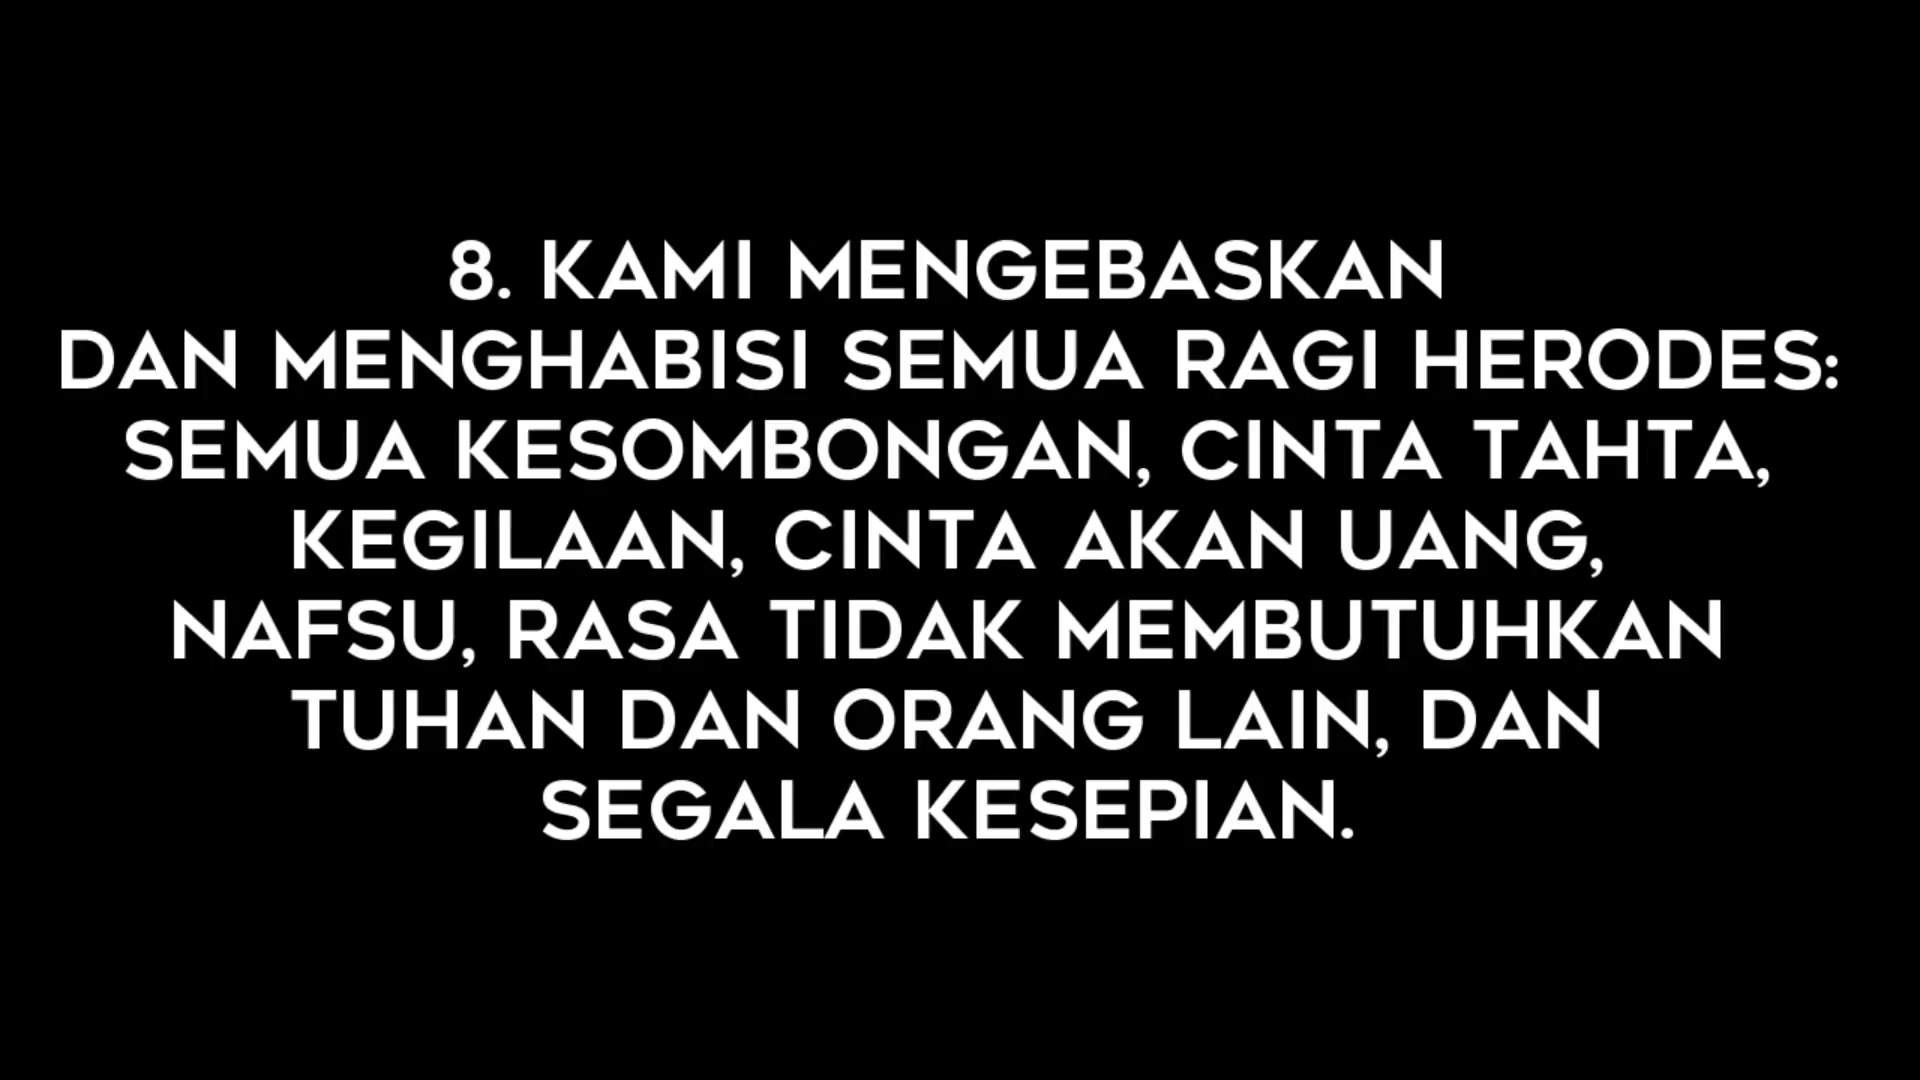 8. KAMI MENGEBASKAN
DAN MENGHABISI SEMUA RAGI HERODES:
SEMUA KESOMBONGAN, CINTA TAHTA,
KEGILAAN, CINTA AKAN UANG,
NAFSU, RASA TIDAK MEMBUTUHKAN
TUHAN DAN ORANG LAIN, DAN
SEGALA KESEPIAN.